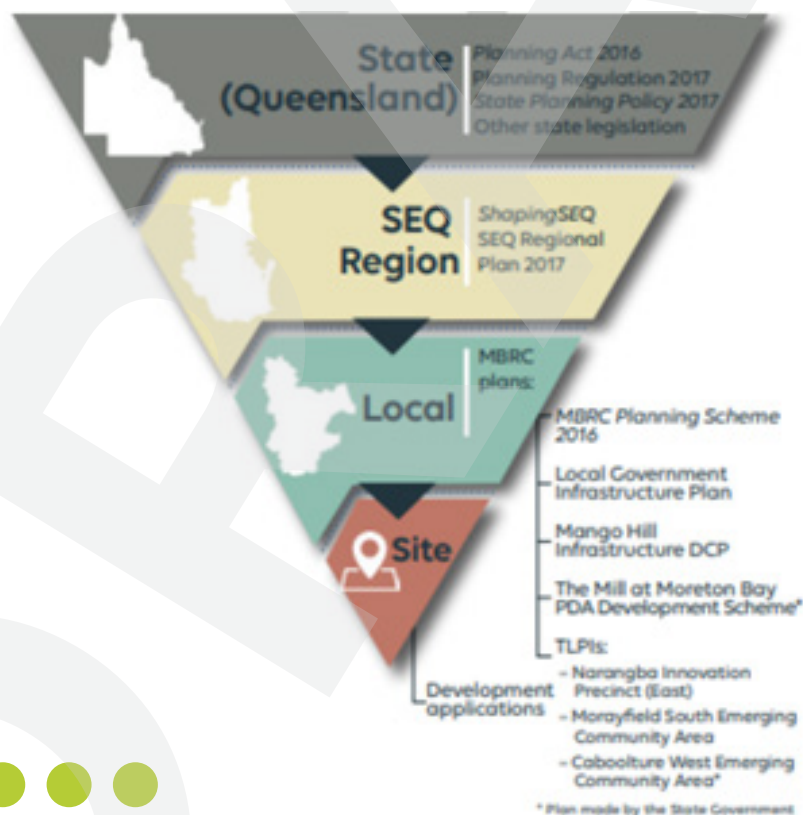 State
(Queensland)
Planning Act 2016
Planning Regulation 2017
State Planning Policy 2017
Other state legislation
SEQ
Region
ShapingSEQ
SEQ Regional
Plan 2017
Local
MBRC
plans:
MBRC Planning Scheme
2016
Local Government
Infrastructure Plan
Mango Hill
Infrastructure DCP
The Mill at Moreton Bay
PDA Development Scheme*
TLPIs:
– Narangba Innovation
Precinct (East)
– Morayfield South Emerging
Community Area
– Caboolture West Emerging
Community Area*
Site
Development
applications
* Plan made by the State Government